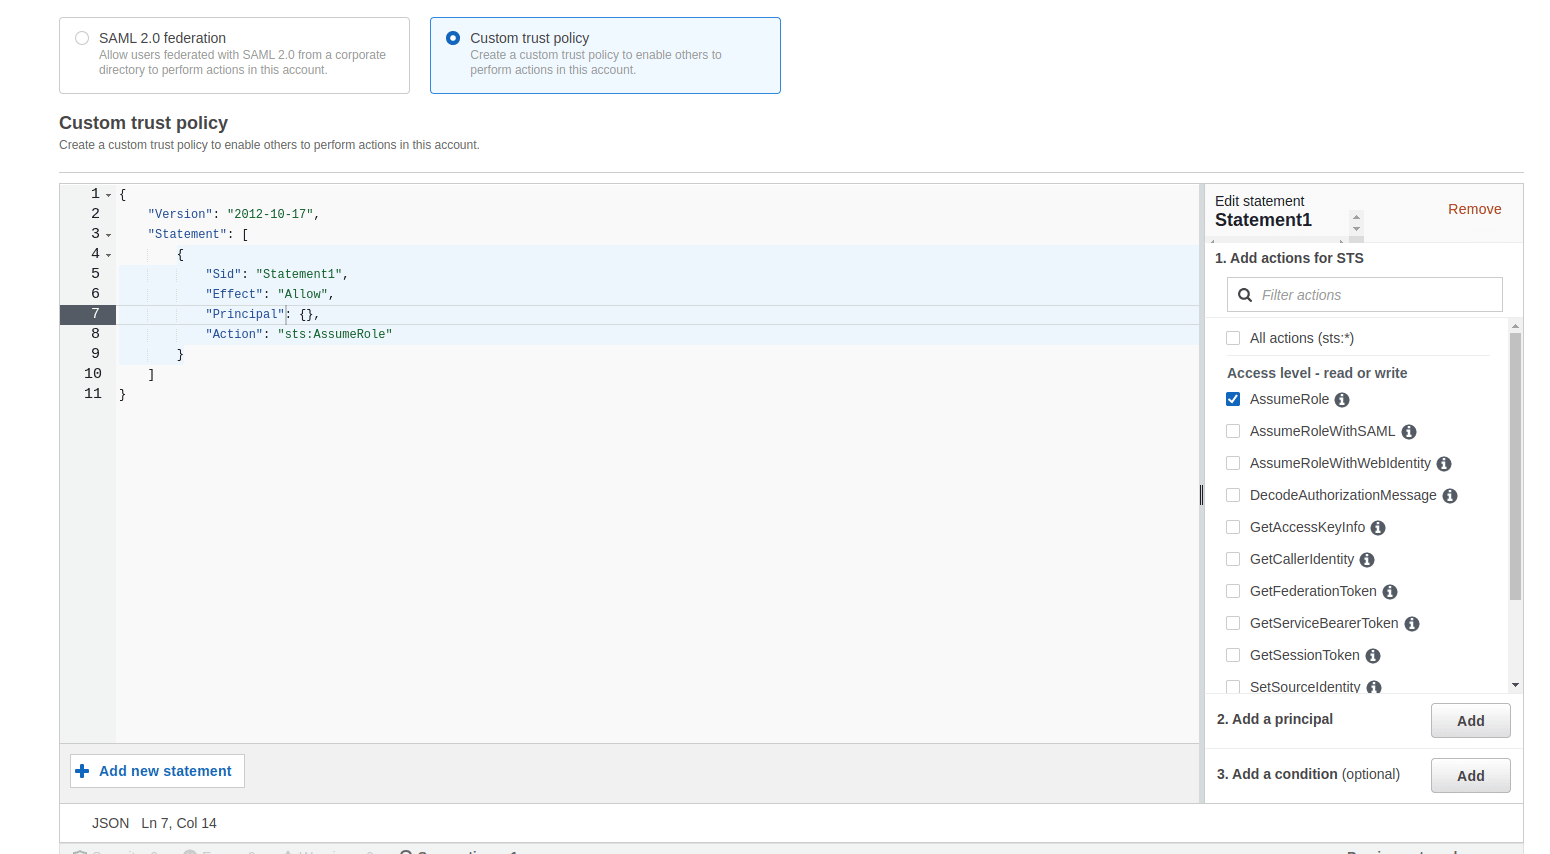 SAML 2.0 federation
Allow users federated with SAML 2.0 from a corporate
directory to perform actions in this account.
Custom trust policy
Create a custom trust policy to enable others to
perform actions in this account.
Custom trust policy
Create a custom trust policy to enable others to perform actions in this account.
1 {
2 "Version": "2012-10-17",
3 "Statement": [
4 {
5 "Sid": "Statement1",
6 "Effect": "Allow",
7 "Principal": {},
8 "Action": "sts:AssumeRole"
9 }
10 ]
11 }
Add new statement
JSON Ln 7, Col 14
Edit statement
Statement1
Remove
1. Add actions for STS
Filter actions
All actions (sts:*)
Access level - read or write
AssumeRole
AssumeRoleWithSAML
AssumeRoleWithWebIdentity
DecodeAuthorizationMessage
GetAccessKeyInfo
GetCallerIdentity
GetFederationToken
GetServiceBearerToken
GetSessionToken
SetSourceIdentity
2. Add a principal
Add
3. Add a condition (optional)
Add